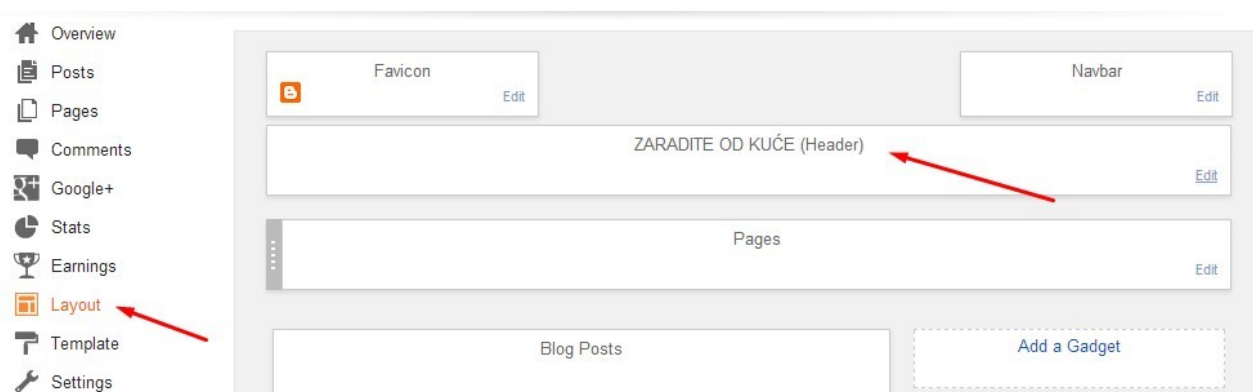 Overview
Posts
Pages
Comments
Google+
Stats
Earnings
Layout
Template
Settings
Favicon
Edit
Navbar
Edit
ZARADITE OD KUĆE (Header)
Edit
Pages
Edit
Blog Posts
Add a Gadget